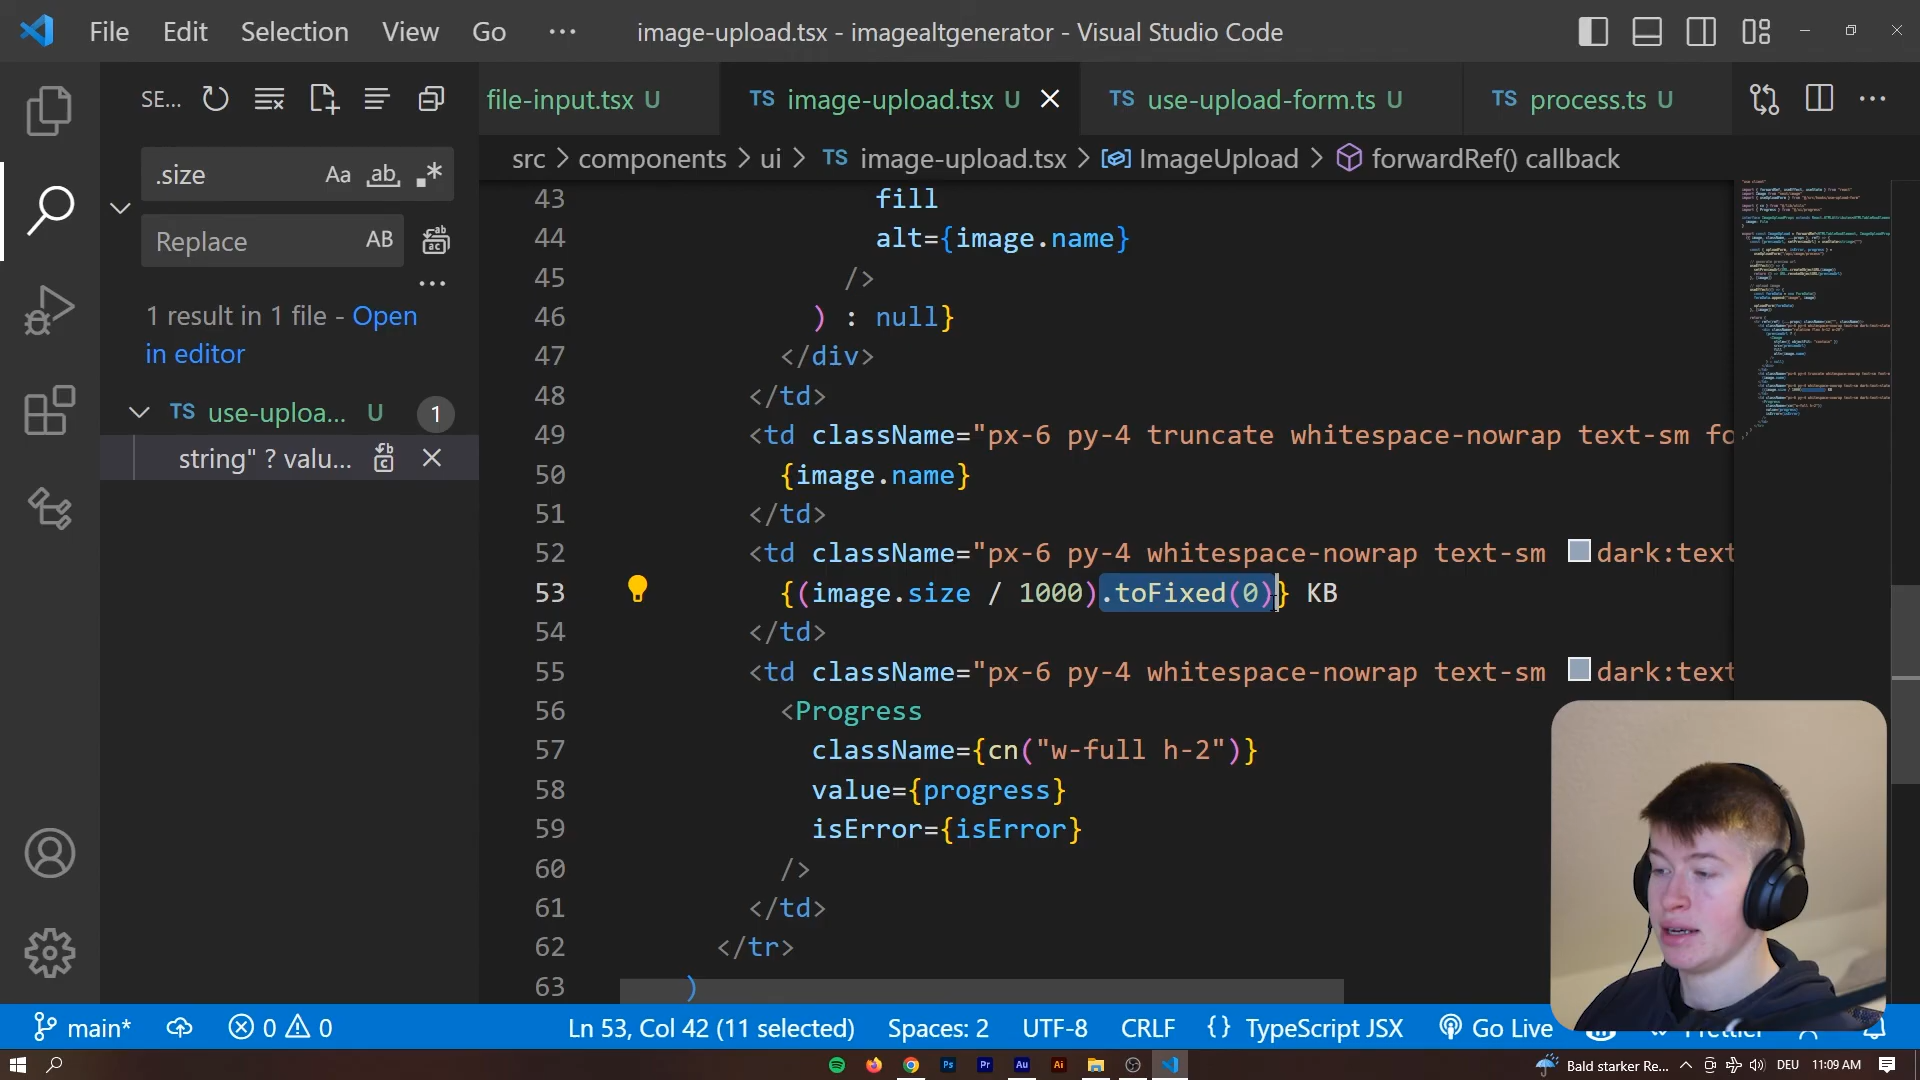 File Edit Selection View Go ··· image-upload.tsx - imagealtgenerator - Visual Studio Code
SE...
file-input.tsx U
TS image-upload.tsx U
TS use-upload-form.ts U
TS process.ts U
src > components > ui > TS image-upload.tsx > ImageUpload > forwardRef() callback
.size Aa ab .*
Replace AB
1 result in 1 file - Open
in editor
TS use-uploa... U 1
string" ? valu...
43 fill
44 alt={image.name}
45 />
46 ) : null}
47 </div>
48 </td>
49 <td className="px-6 py-4 truncate whitespace-nowrap text-sm fo
50 {image.name}
51 </td>
52 <td className="px-6 py-4 whitespace-nowrap text-sm dark:text
53 {(image.size / 1000).toFixed(0)} KB
54 </td>
55 <td className="px-6 py-4 whitespace-nowrap text-sm dark:text
56 <Progress
57 className={cn("w-full h-2")}
58 value={progress}
59 isError={isError}
60 />
61 </td>
62 </tr>
63 )
main* 0 0 Ln 53, Col 42 (11 selected) Spaces: 2 UTF-8 CRLF {} TypeScript JSX Go Live
Ps Pr Au Ai Bald starker Re... DEU 11:09 AM